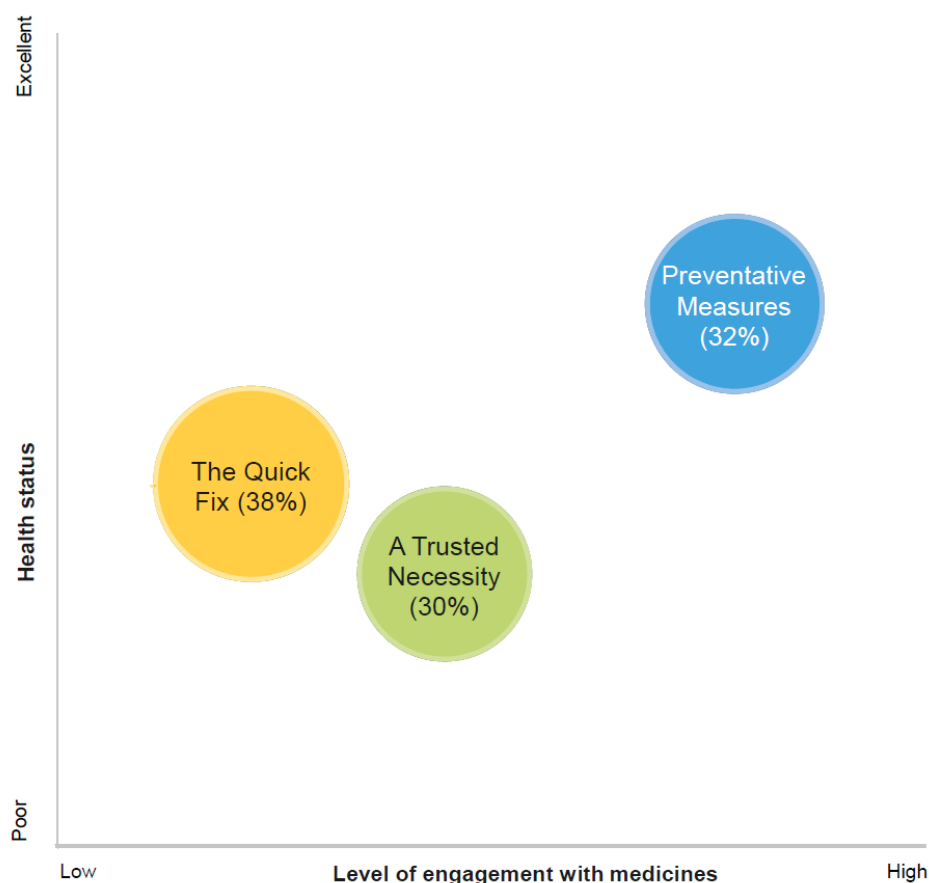 Excellent
Preventative
Measures
(32%)
Health status
The Quick
Fix (38%)
A Trusted
Necessity
(30%)
Poor
Low
Level of engagement with medicines
High